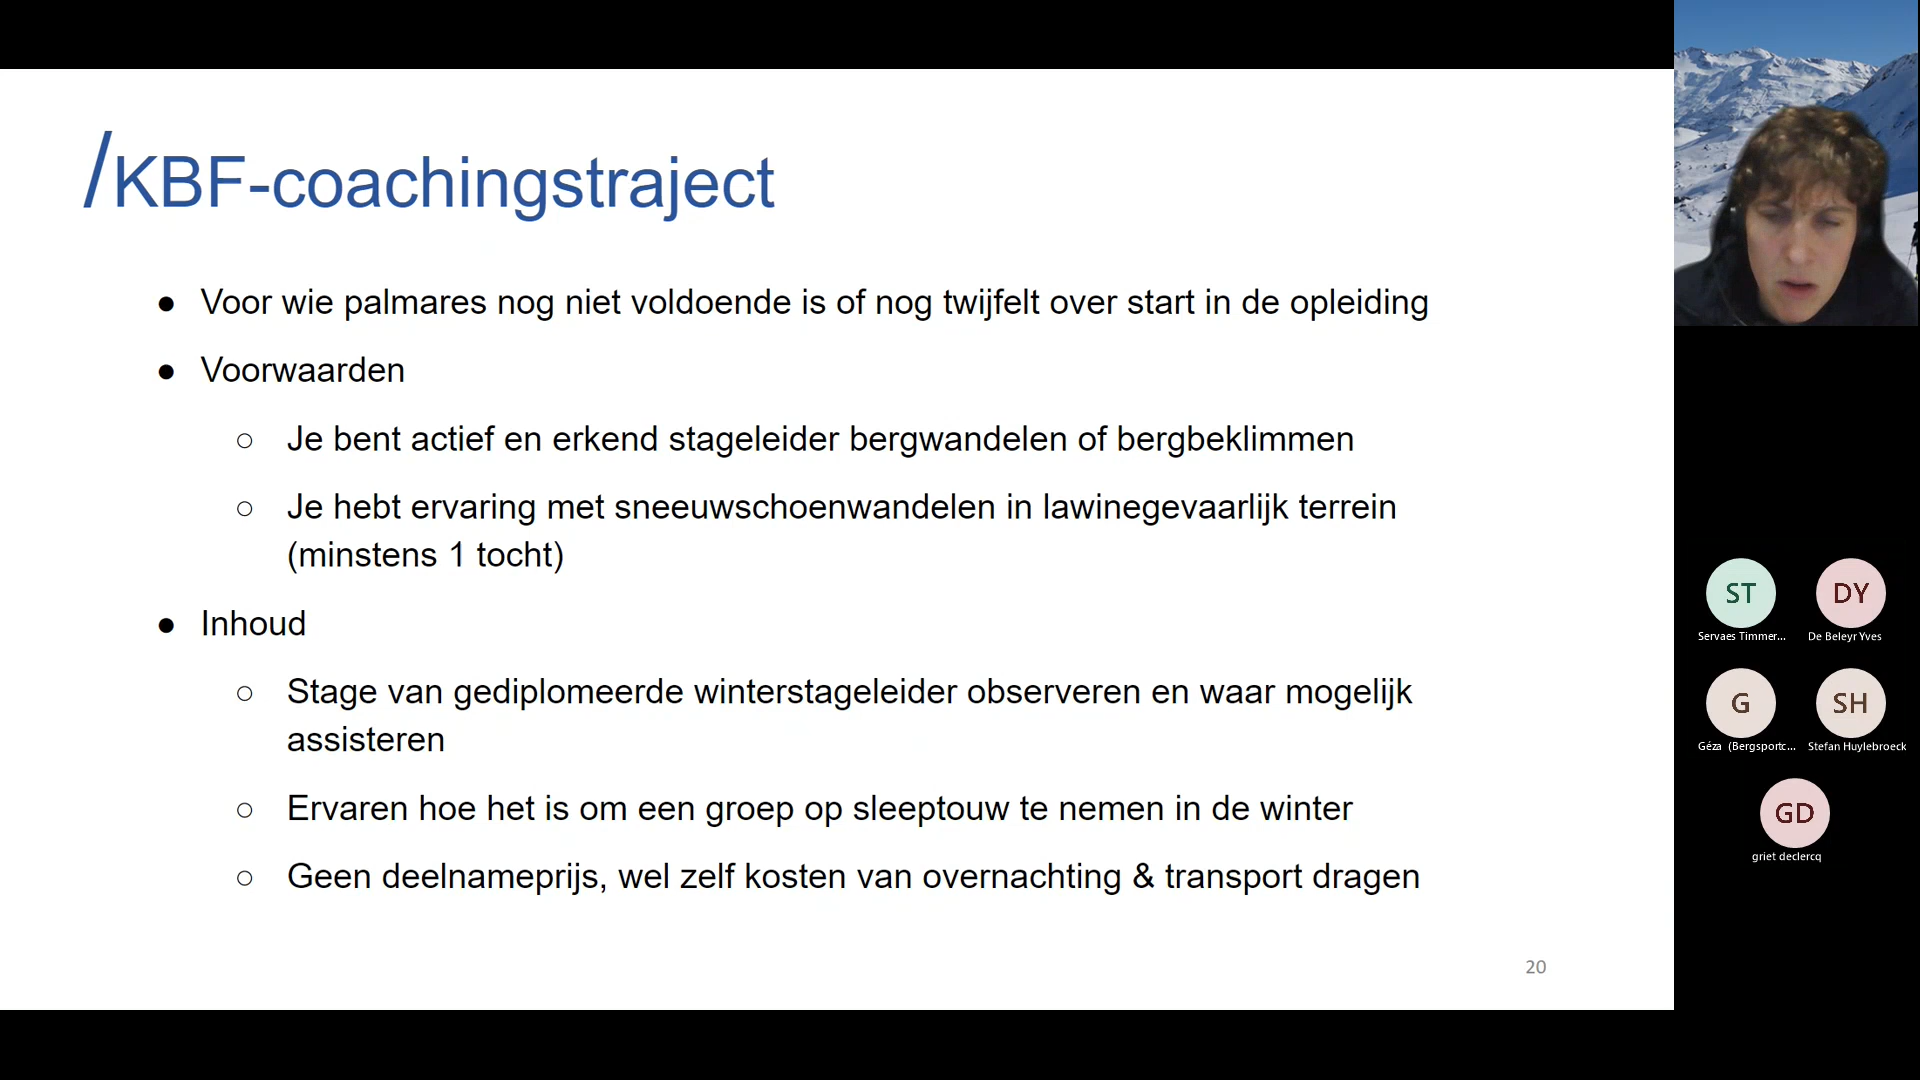 /KBF-coachingstraject
● Voor wie palmares nog niet voldoende is of nog twijfelt over start in de opleiding
● Voorwaarden
○ Je bent actief en erkend stageleider bergwandelen of bergbeklimmen
○ Je hebt ervaring met sneeuwschoenwandelen in lawinegevaarlijk terrein
(minstens 1 tocht)
● Inhoud
○ Stage van gediplomeerde winterstageleider observeren en waar mogelijk
assisteren
○ Ervaren hoe het is om een groep op sleeptouw te nemen in de winter
○ Geen deelnameprijs, wel zelf kosten van overnachting & transport dragen
20
ST
Servaes Timmer...
DY
De Beleyr Yves
G
Géza (Bergsportc...
SH
Stefan Huylebroeck
GD
griet declercq